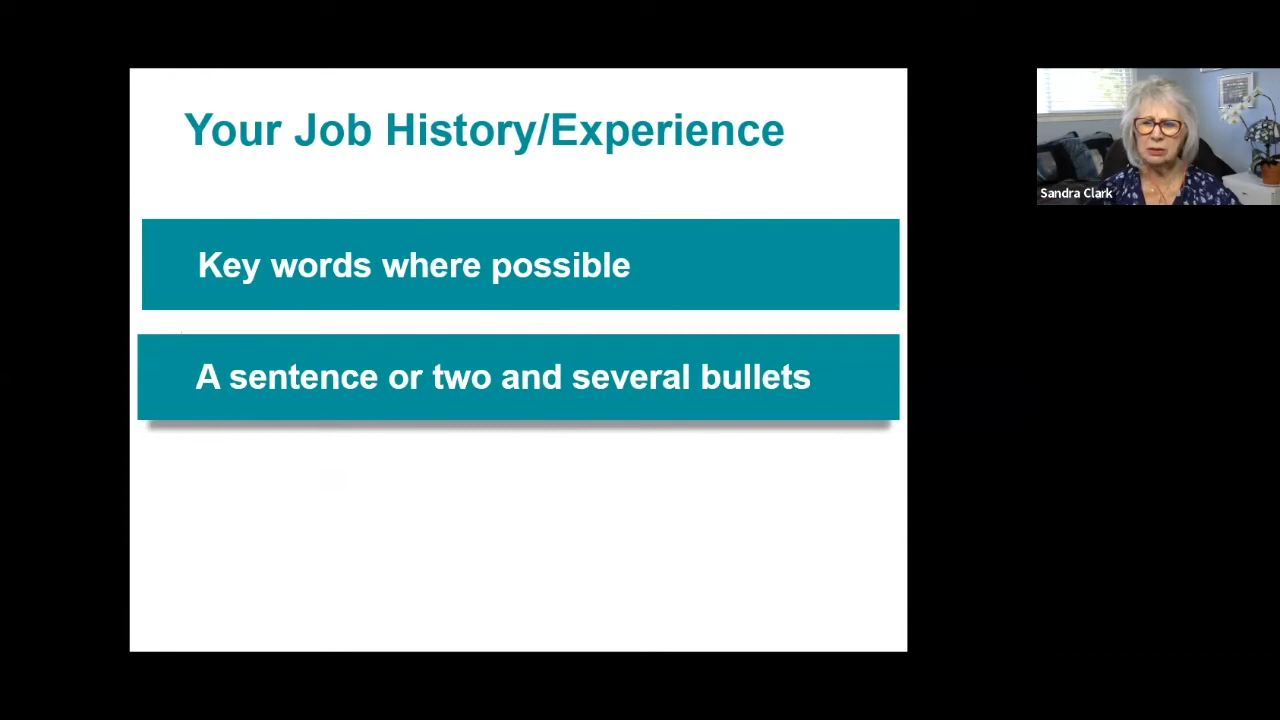 Your Job History/Experience
Key words where possible
A sentence or two and several bullets
Sandra Clark